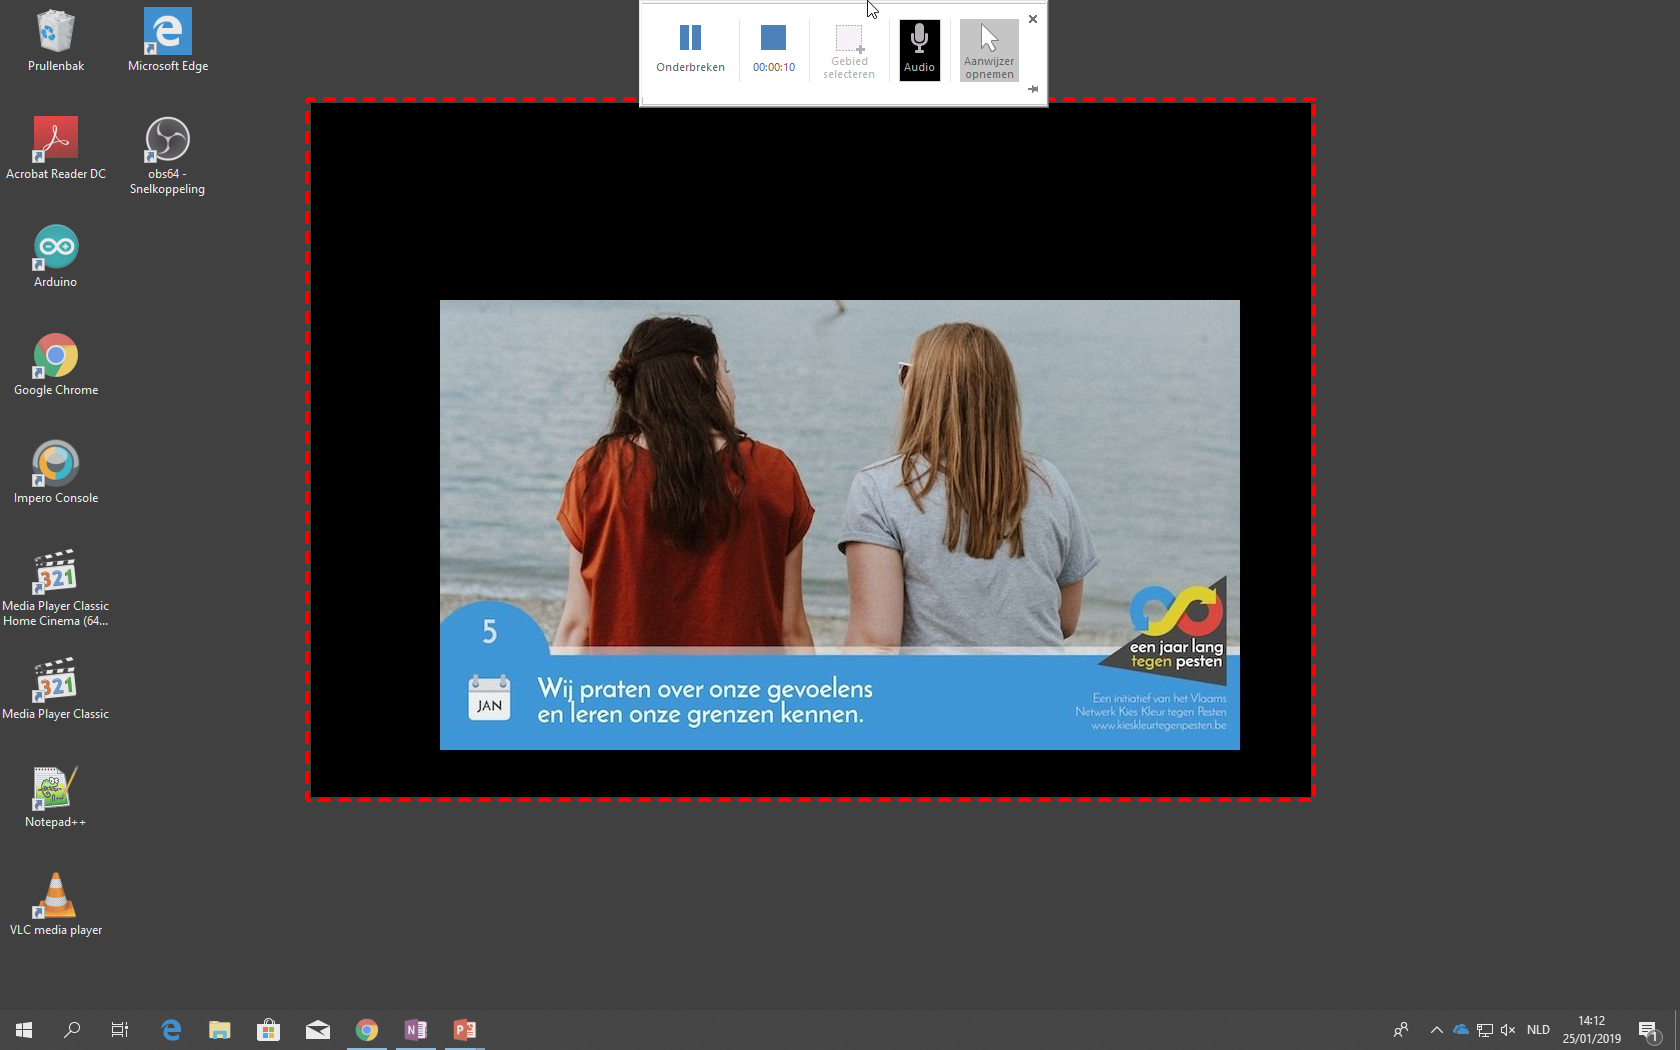 Prullenbak
Microsoft Edge
Acrobat Reader DC
obs64 -
Snelkoppeling
Arduino
Google Chrome
Impero Console
321
Media Player Classic
Home Cinema (64...
321
Media Player Classic
Notepad++
VLC media player
Onderbreken
00:00:10
Gebied
selecteren
Audio
Aanwijzer
opnemen
5
JAN
Wij praten over onze gevoelens
en leren onze grenzen kennen.
een jaar lang
tegen pesten
Een initiatief van het Vlaams
Netwerk Kies Kleur tegen Pesten
www.kieskleurtegenpesten.be
N
P
NLD
14:12
25/01/2019
1